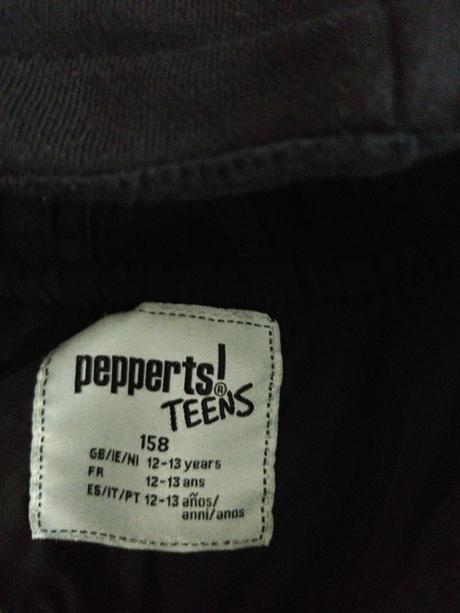 pepperts!®
TEENS
158
GB/IE/NI 12-13 years
FR 12-13 ans
ES/IT/PT 12-13 años/
anni/anos